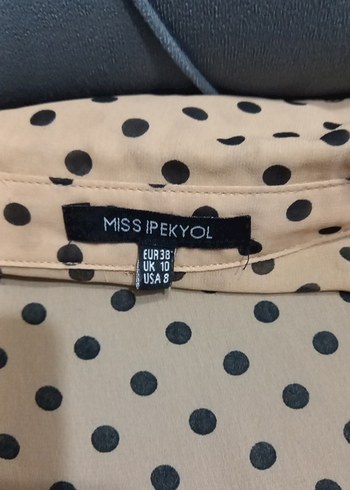 MISS IPEKYOL
EUR 38
UK 10
USA 8